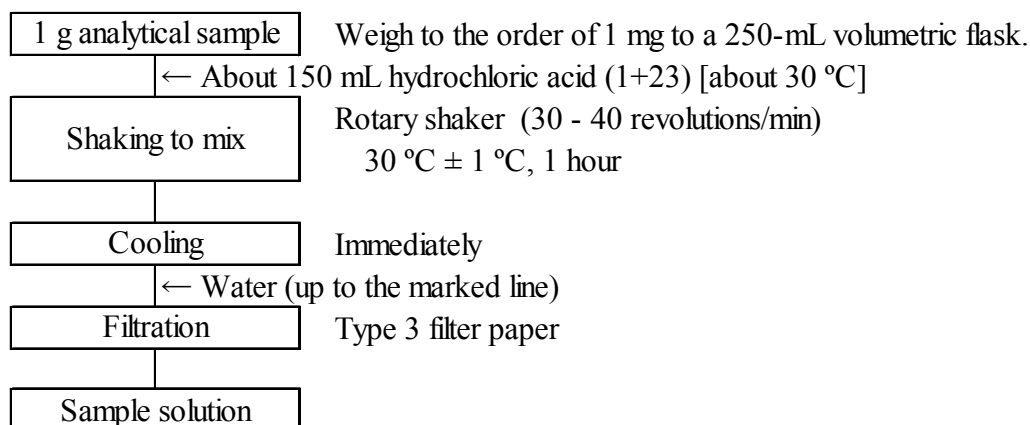 1 g analytical sample Weigh to the order of 1 mg to a 250-mL volumetric flask.
← About 150 mL hydrochloric acid (1+23) [about 30 ºC]
Shaking to mix Rotary shaker (30 - 40 revolutions/min)
30 ºC ± 1 ºC, 1 hour
Cooling Immediately
← Water (up to the marked line)
Filtration Type 3 filter paper
Sample solution